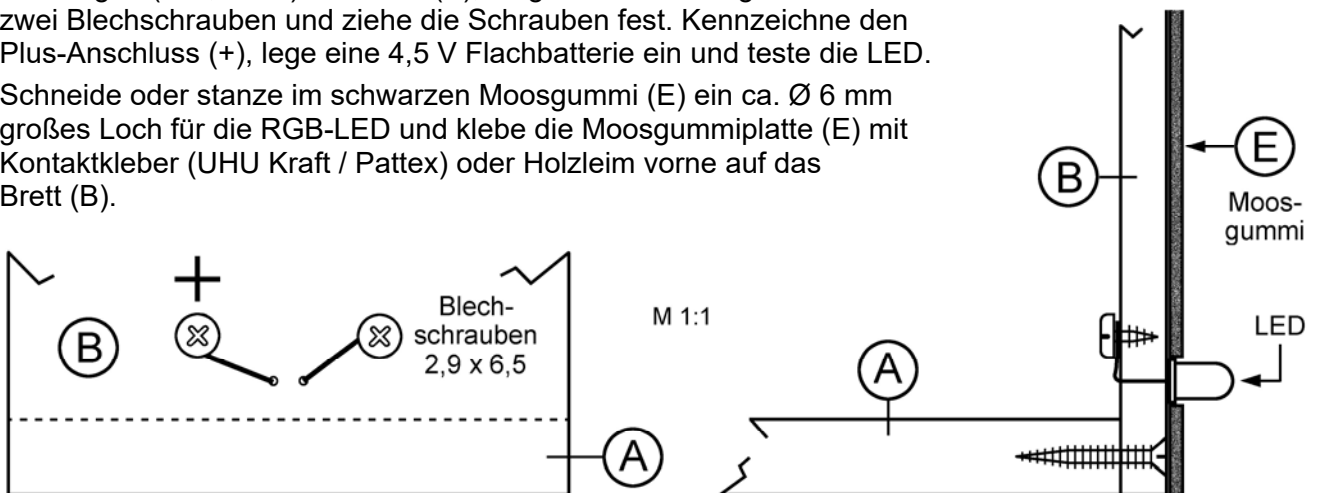 zwei Blechschrauben und ziehe die Schrauben fest. Kennzeichne den
Plus-Anschluss (+), lege eine 4,5 V Flachbatterie ein und teste die LED.
Schneide oder stanze im schwarzen Moosgummi (E) ein ca. Ø 6 mm
großes Loch für die RGB-LED und klebe die Moosgummiplatte (E) mit
Kontaktkleber (UHU Kraft / Pattex) oder Holzleim vorne auf das
Brett (B).
B
E
Moos-
gummi
+
B
Blech-
schrauben
2,9 x 6,5
M 1:1
LED
A
A